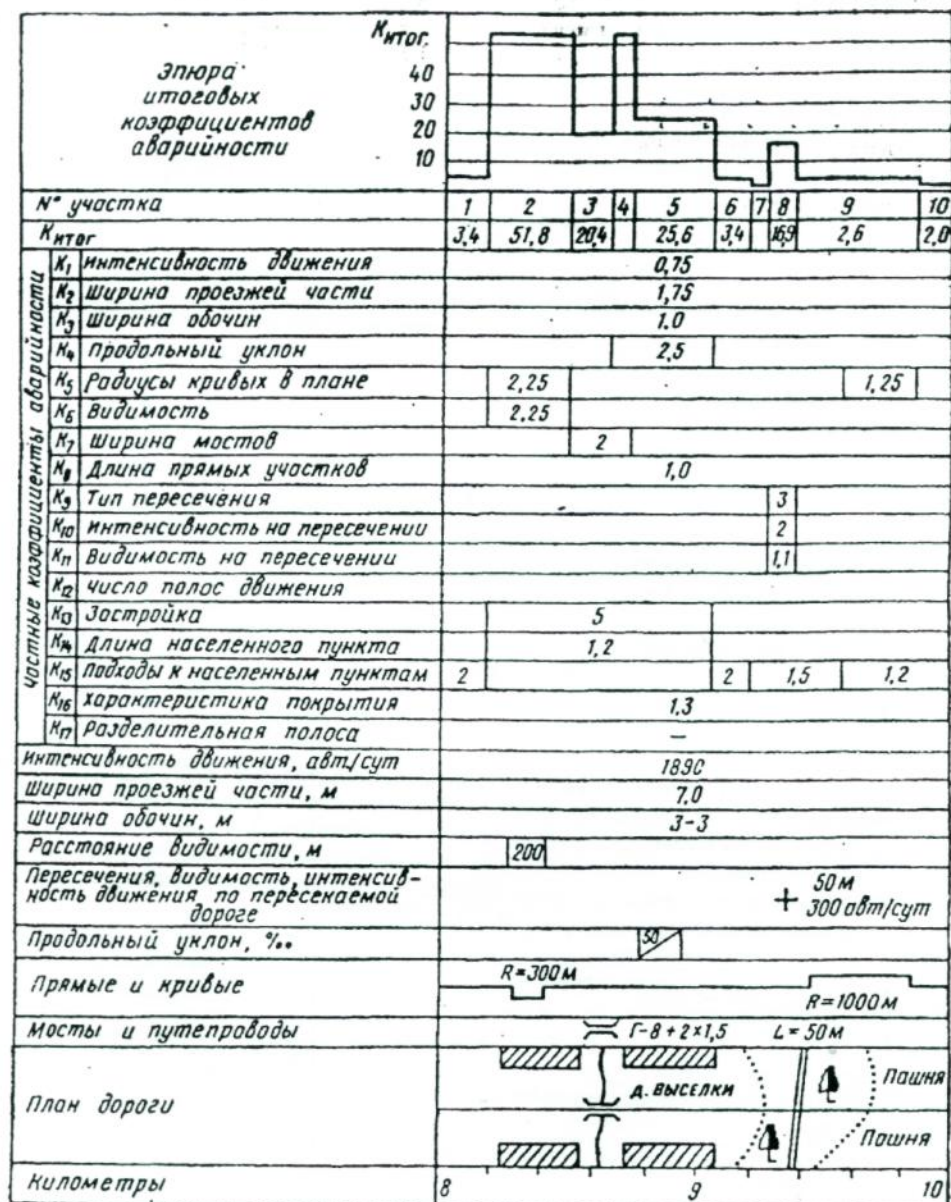 Kитог.
Эпюра
итоговых
коэффициентов
аварийности
40
30
20
10
N° участка 1 2 3 4 5 6 7 8 9 10
Kитог 3,4 51,8 20,4 25,6 3,4 16,9 2,6 2,0
Частные коэффициенты аварийности
K1 Интенсивность движения 0,75
K2 Ширина проезжей части 1,75
K3 Ширина обочин 1.0
K4 Продольный уклон 2,5
K5 Радиусы кривых в плане 2,25 1,25
K6 Видимость 2,25
K7 Ширина мостов 2
K8 Длина прямых участков 1,0
K9 Тип пересечения 3
K10 Интенсивность на пересечении 2
K11 Видимость на пересечении 1,1
K12 Число полос движения
K13 Застройка 5
K14 Длина населенного пункта 1,2
K15 Подходы к населенным пунктам 2 2 1,5 1,2
K16 Характеристика покрытия 1,3
K17 Разделительная полоса —
Интенсивность движения, авт/сут 1890
Ширина проезжей части, м 7,0
Ширина обочин, м 3-3
Расстояние видимости, м 200
Пересечения, видимость, интенсив-
ность движения по пересекаемой
дороге
50 м
300 авт/сут
Продольный уклон, ‰ 50
Прямые и кривые R=300м R=1000м
Мосты и путепроводы Г-8+2×1,5 L=50м
План дороги
д. Выселки
Пашня
Пашня
Километры 8 9 10